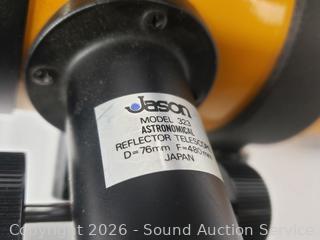 Jason
MODEL 323
ASTRONOMICAL
REFLECTOR TELESCOPE
D=76mm F=480mm
JAPAN
Copyright 2026 - Sound Auction Service